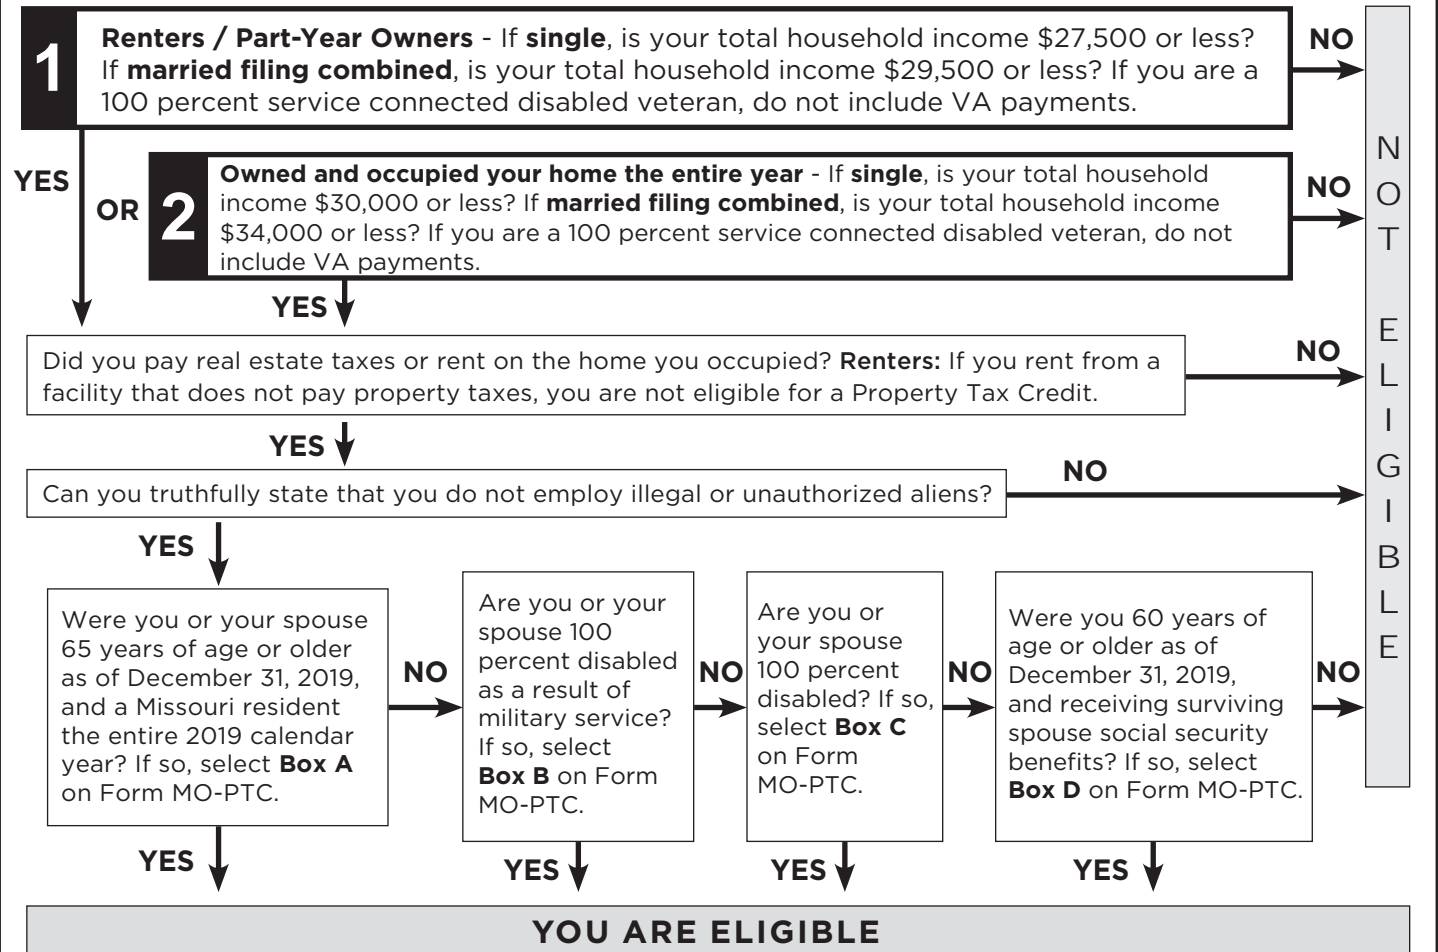 1
Renters / Part-Year Owners - If single, is your total household income $27,500 or less?
If married filing combined, is your total household income $29,500 or less? If you are a
100 percent service connected disabled veteran, do not include VA payments.
NO
YES
OR
2
Owned and occupied your home the entire year - If single, is your total household
income $30,000 or less? If married filing combined, is your total household income
$34,000 or less? If you are a 100 percent service connected disabled veteran, do not
include VA payments.
NO
YES
Did you pay real estate taxes or rent on the home you occupied? Renters: If you rent from a
facility that does not pay property taxes, you are not eligible for a Property Tax Credit.
NO
YES
Can you truthfully state that you do not employ illegal or unauthorized aliens?
NO
YES
Were you or your spouse
65 years of age or older
as of December 31, 2019,
and a Missouri resident
the entire 2019 calendar
year? If so, select Box A
on Form MO-PTC.
NO
YES
Are you or your
spouse 100
percent disabled
as a result of
military service?
If so, select
Box B on Form
MO-PTC.
NO
YES
Are you or
your spouse
100 percent
disabled? If so,
select Box C
on Form
MO-PTC.
NO
YES
Were you 60 years of
age or older as of
December 31, 2019,
and receiving surviving
spouse social security
benefits? If so, select
Box D on Form MO-PTC.
NO
YES
NOT ELIGIBLE
YOU ARE ELIGIBLE